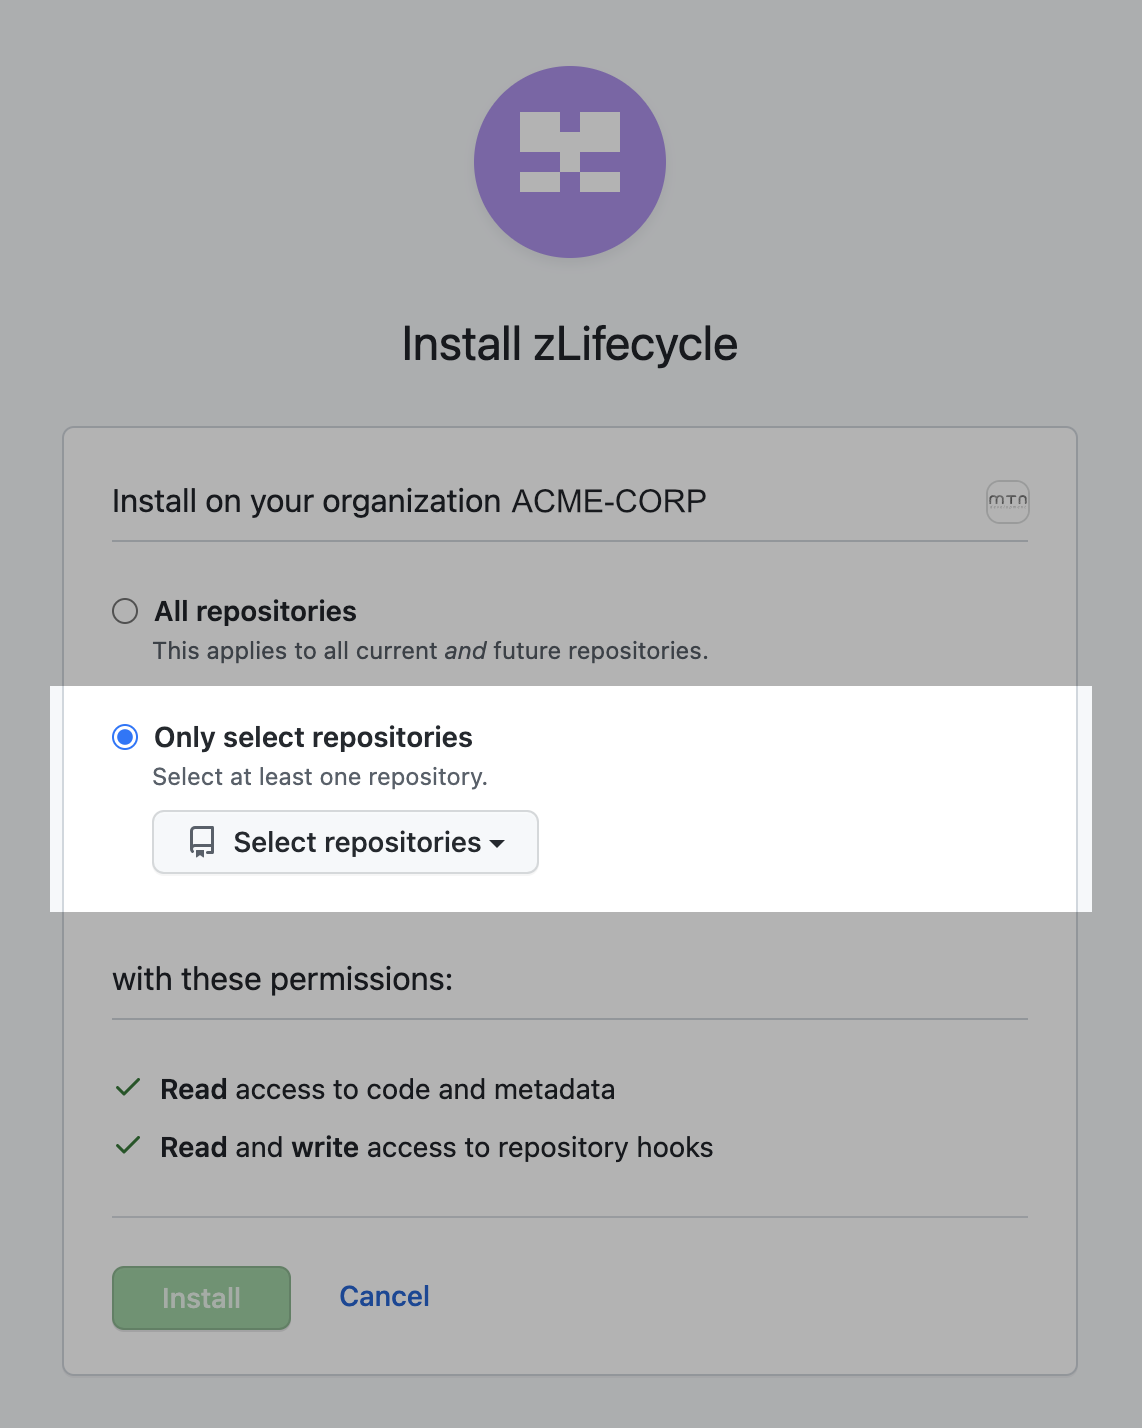 Install zLifecycle
Install on your organization ACME-CORP
mTn
All repositories
This applies to all current and future repositories.
Only select repositories
Select at least one repository.
Select repositories
with these permissions:
Read access to code and metadata
Read and write access to repository hooks
Install Cancel